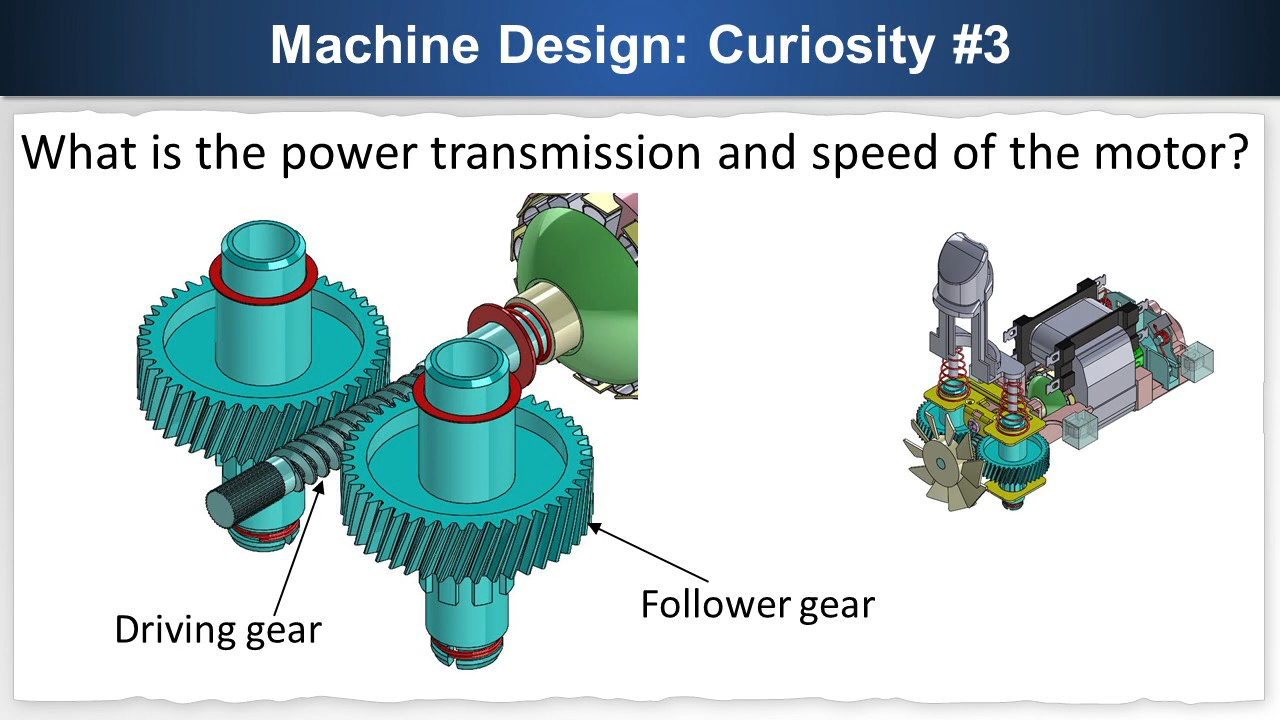 Machine Design: Curiosity #3
What is the power transmission and speed of the motor?
Driving gear
Follower gear